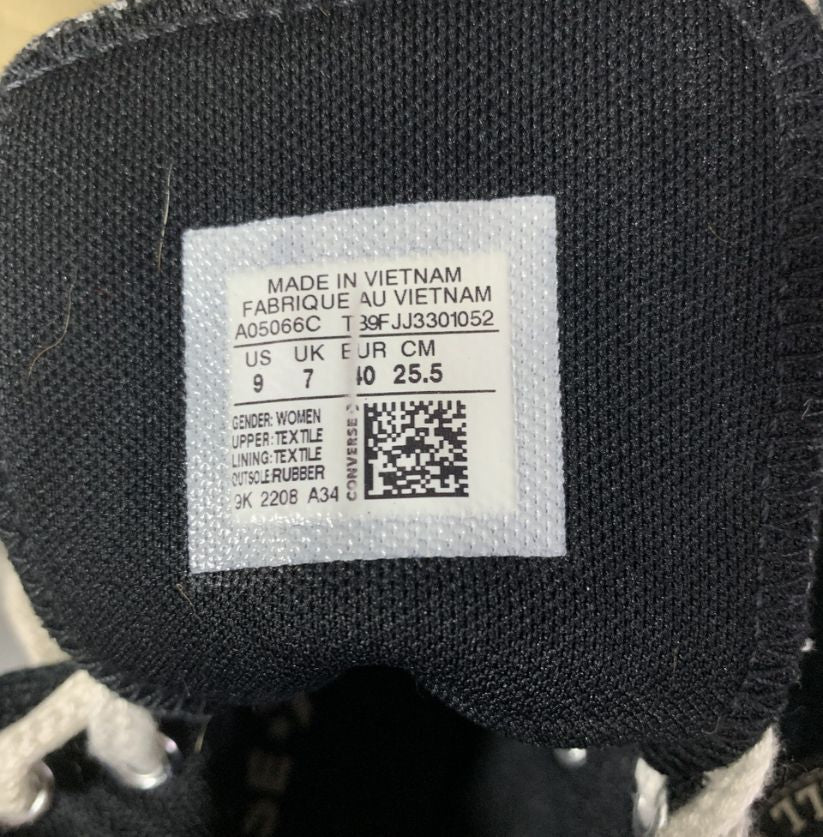 MADE IN VIETNAM
FABRIQUE AU VIETNAM
A05066C T39FJJ3301052
US UK EUR CM
9 7 40 25.5
GENDER: WOMEN
UPPER:TEXTILE
LINING:TEXTILE
OUTSOLE:RUBBER
9K 2208 A34
CONVERSE